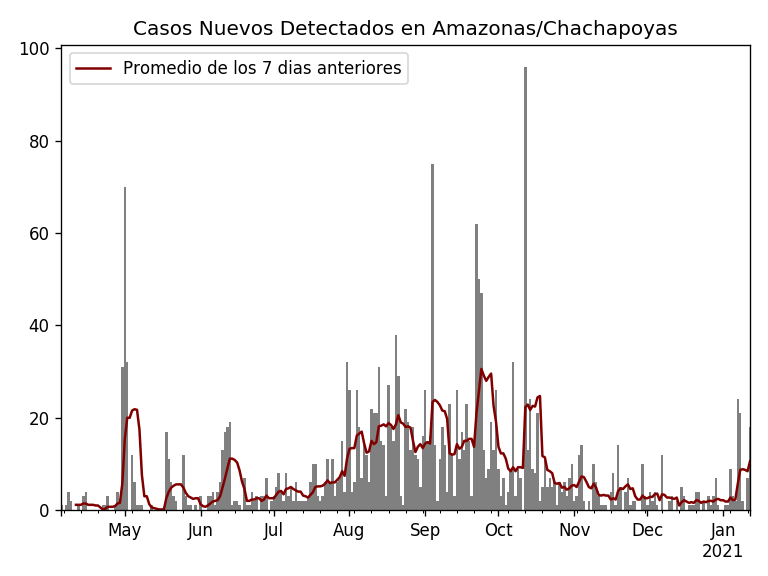 Casos Nuevos Detectados en Amazonas/Chachapoyas
Promedio de los 7 dias anteriores
100
80
60
40
20
0
May Jun Jul Aug Sep Oct Nov Dec Jan
2021